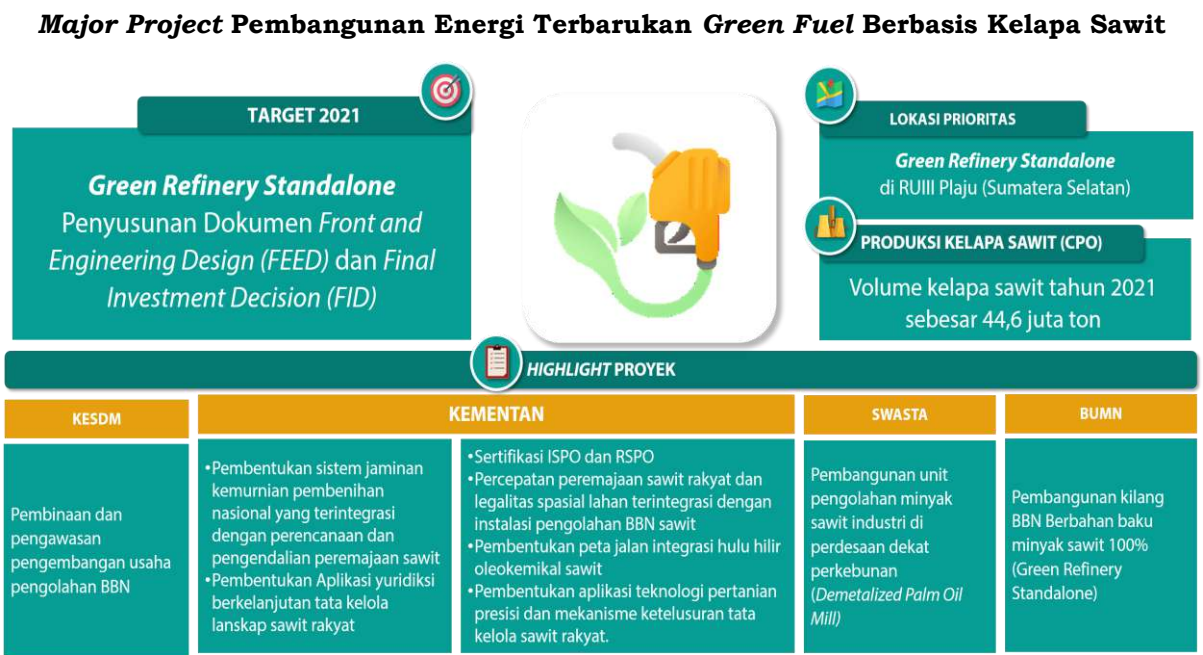 Major Project Pembangunan Energi Terbarukan Green Fuel Berbasis Kelapa Sawit
TARGET 2021
Green Refinery Standalone
Penyusunan Dokumen Front and
Engineering Design (FEED) dan Final
Investment Decision (FID)
LOKASI PRIORITAS
Green Refinery Standalone
di RUIII Plaju (Sumatera Selatan)
PRODUKSI KELAPA SAWIT (CPO)
Volume kelapa sawit tahun 2021
sebesar 44,6 juta ton
HIGHLIGHT PROYEK
KESDM
Pembinaan dan
pengawasan
pengembangan usaha
pengolahan BBN
KEMENTAN
•Pembentukan sistem jaminan
kemurnian pembenihan
nasional yang terintegrasi
dengan perencanaan dan
pengendalian peremajaan sawit
•Pembentukan Aplikasi yuridiksi
berkelanjutan tata kelola
lanskap sawit rakyat
•Sertifikasi ISPO dan RSPO
•Percepatan peremajaan sawit rakyat dan
legalitas spasial lahan terintegrasi dengan
instalasi pengolahan BBN sawit
•Pembentukan peta jalan integrasi hulu hilir
oleokemikal sawit
•Pembentukan aplikasi teknologi pertanian
presisi dan mekanisme ketelusuran tata
kelola sawit rakyat.
SWASTA
Pembangunan unit
pengolahan minyak
sawit industri di
perdesaan dekat
perkebunan
(Demetalized Palm Oil
Mill)
BUMN
Pembangunan kilang
BBN Berbahan baku
minyak sawit 100%
(Green Refinery
Standalone)